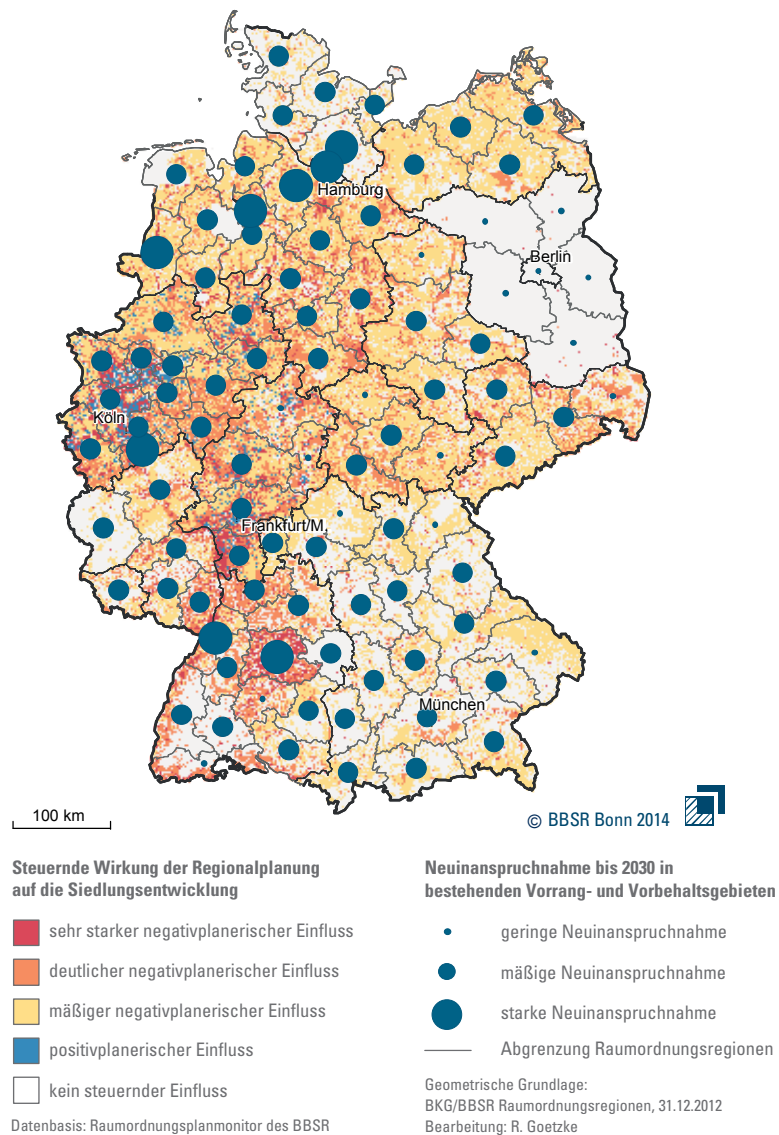 Hamburg
Berlin
Köln
Frankfurt/M.
München
100 km
© BBSR Bonn 2014
Steuernde Wirkung der Regionalplanung
auf die Siedlungsentwicklung
sehr starker negativplanerischer Einfluss
deutlicher negativplanerischer Einfluss
mäßiger negativplanerischer Einfluss
positivplanerischer Einfluss
kein steuernder Einfluss
Datenbasis: Raumordnungsplanmonitor des BBSR
Neuinanspruchnahme bis 2030 in
bestehenden Vorrang- und Vorbehaltsgebieten
geringe Neuinanspruchnahme
mäßige Neuinanspruchnahme
starke Neuinanspruchnahme
Abgrenzung Raumordnungsregionen
Geometrische Grundlage:
BKG/BBSR Raumordnungsregionen, 31.12.2012
Bearbeitung: R. Goetzke